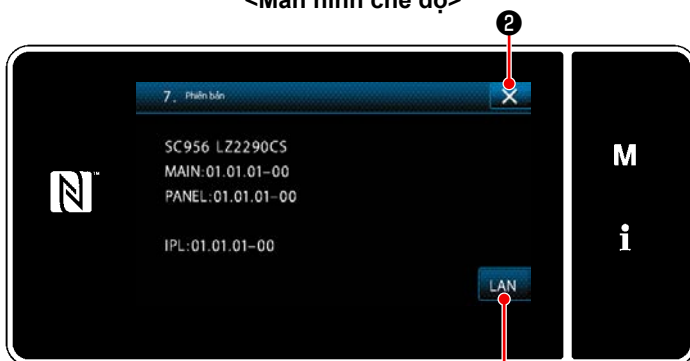 <Màn hình chế độ>
❷
7. Phiên bản
SC956 LZ2290CS
MAIN:01.01.01-00
PANEL:01.01.01-00
IPL:01.01.01-00
LAN
M
i
N